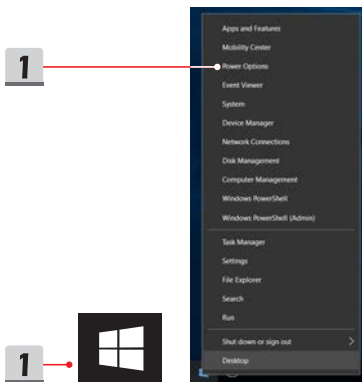 1
Apps and Features
Mobility Center
Power Options
Event Viewer
System
Device Manager
Network Connections
Disk Management
Computer Management
Windows PowerShell
Windows PowerShell (Admin)
Task Manager
Settings
File Explorer
Search
Run
Shut down or sign out
Desktop
1